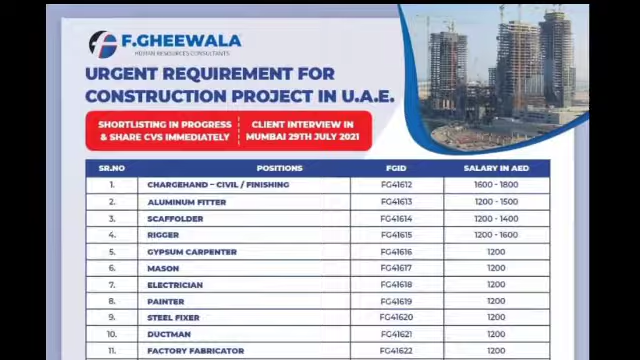 F.GHEEWALA
HUMAN RESOURCES CONSULTANTS
URGENT REQUIREMENT FOR
CONSTRUCTION PROJECT IN U.A.E.
SHORTLISTING IN PROGRESS
& SHARE CVS IMMEDIATELY
CLIENT INTERVIEW IN
MUMBAI 29TH JULY 2021
SR.NO POSITIONS FGID SALARY IN AED
1. CHARGEHAND – CIVIL / FINISHING FG41612 1600 - 1800
2. ALUMINUM FITTER FG41613 1200 - 1500
3. SCAFFOLDER FG41614 1200 - 1400
4. RIGGER FG41615 1200 - 1600
5. GYPSUM CARPENTER FG41616 1200
6. MASON FG41617 1200
7. ELECTRICIAN FG41618 1200
8. PAINTER FG41619 1200
9. STEEL FIXER FG41620 1200
10. DUCTMAN FG41621 1200
11. FACTORY FABRICATOR FG41622 1200